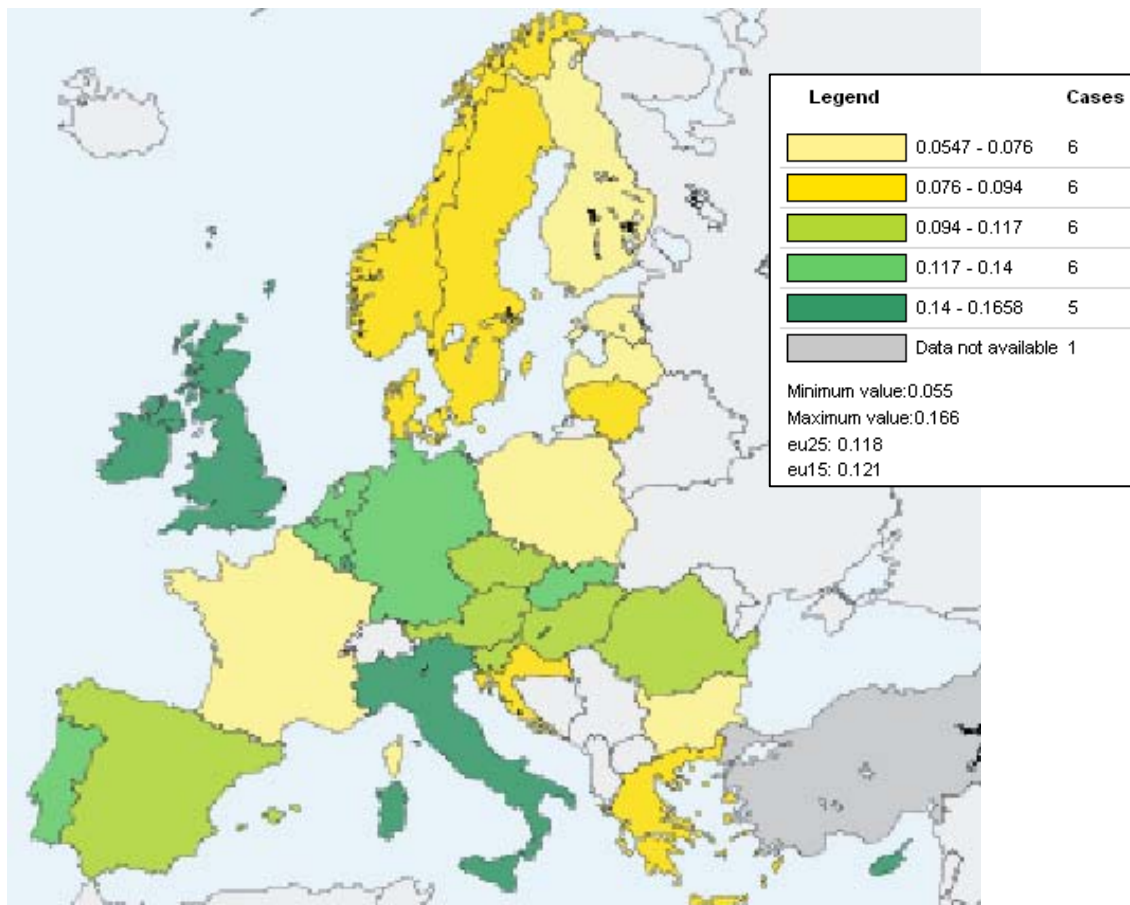 Legend Cases
0.0547 - 0.076 6
0.076 - 0.094 6
0.094 - 0.117 6
0.117 - 0.14 6
0.14 - 0.1658 5
Data not available 1
Minimum value:0.055
Maximum value:0.166
eu25: 0.118
eu15: 0.121